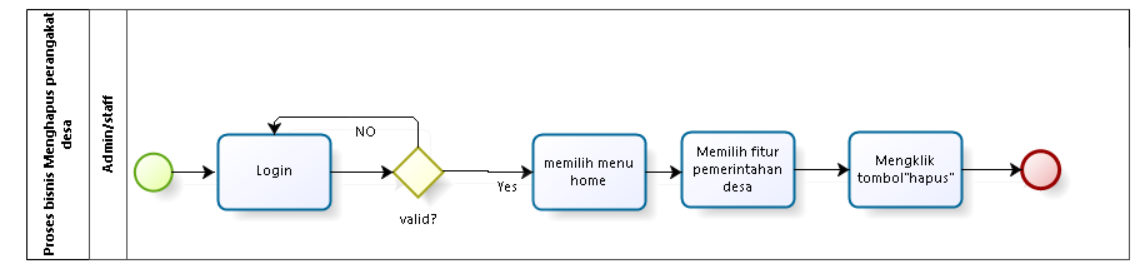 Proses bisnis Menghapus perangakat
desa
Admin/staff
Login
NO
valid?
Yes
memilih menu
home
Memilih fitur
pemerintahan
desa
Mengklik
tombol"hapus"